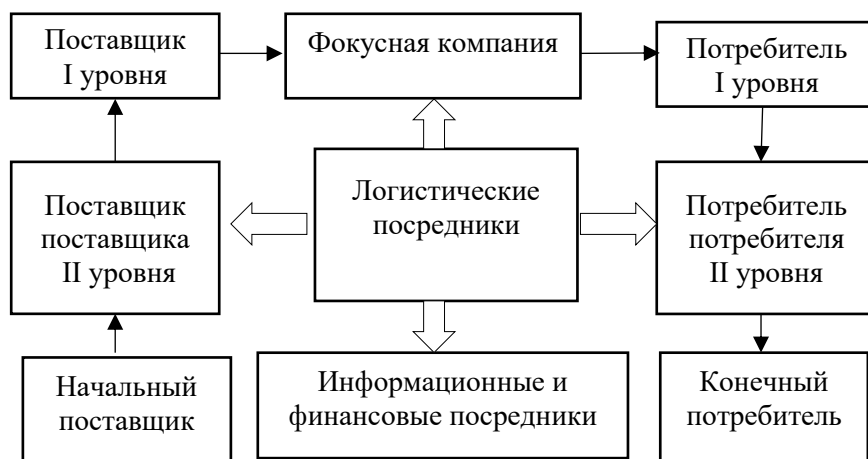 Поставщик
I уровня
Фокусная компания
Потребитель
I уровня
Поставщик
поставщика
II уровня
Логистические
посредники
Потребитель
потребителя
II уровня
Начальный
поставщик
Информационные и
финансовые посредники
Конечный
потребитель